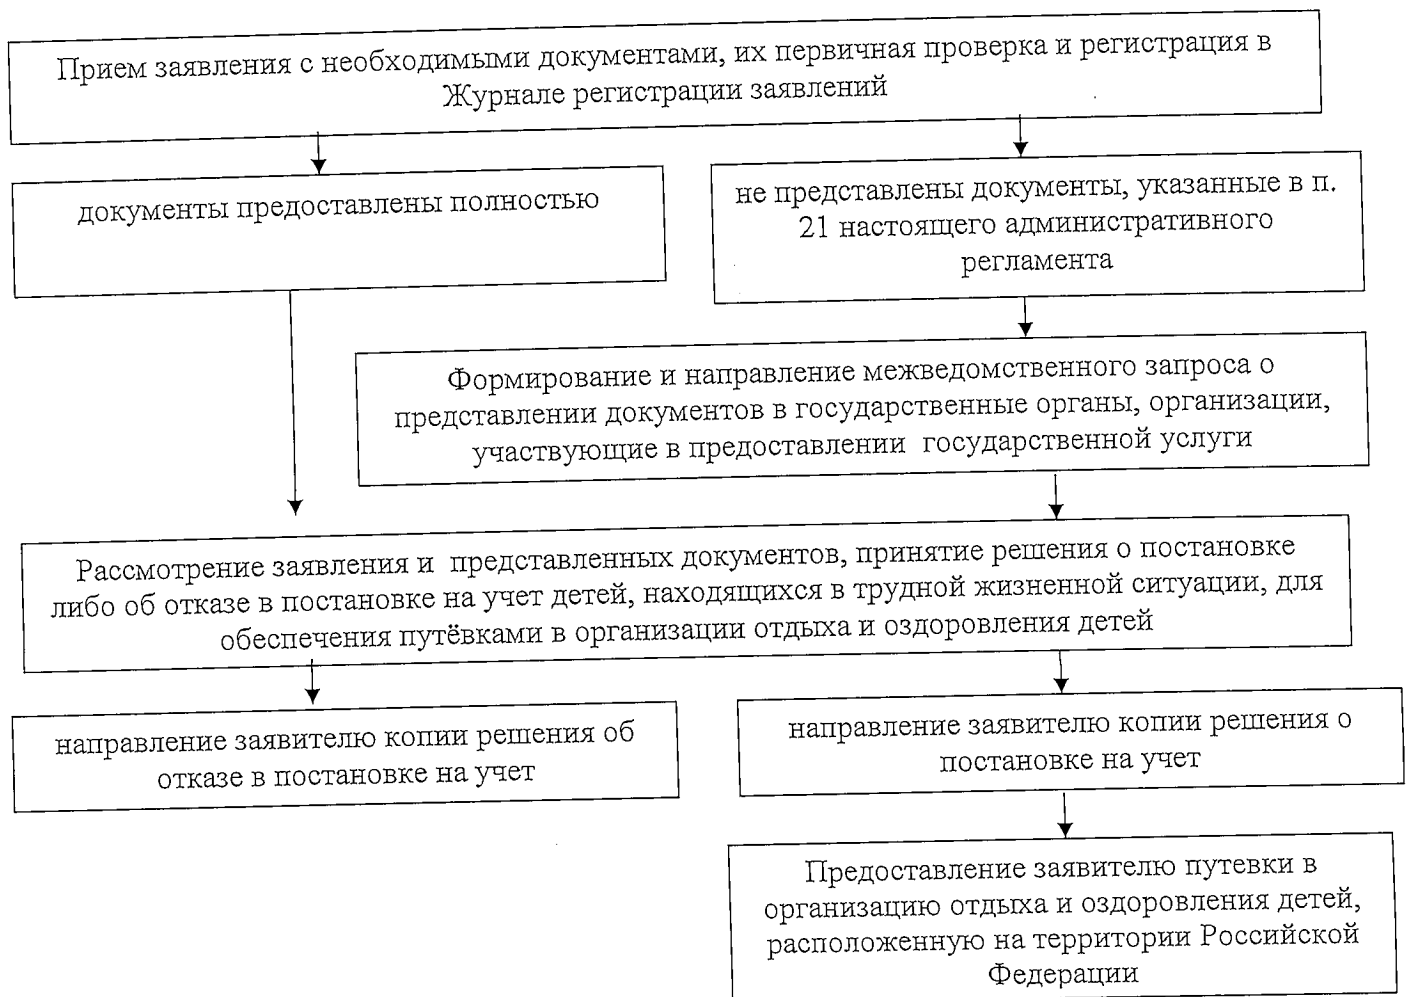 Прием заявления с необходимыми документами, их первичная проверка и регистрация в
Журнале регистрации заявлений
документы предоставлены полностью
не представлены документы, указанные в п.
21 настоящего административного
регламента
Формирование и направление межведомственного запроса о
представлении документов в государственные органы, организации,
участвующие в предоставлении государственной услуги
Рассмотрение заявления и представленных документов, принятие решения о постановке
либо об отказе в постановке на учет детей, находящихся в трудной жизненной ситуации, для
обеспечения путёвками в организации отдыха и оздоровления детей
направление заявителю копии решения об
отказе в постановке на учет
направление заявителю копии решения о
постановке на учет
Предоставление заявителю путевки в
организацию отдыха и оздоровления детей,
расположенную на территории Российской
Федерации